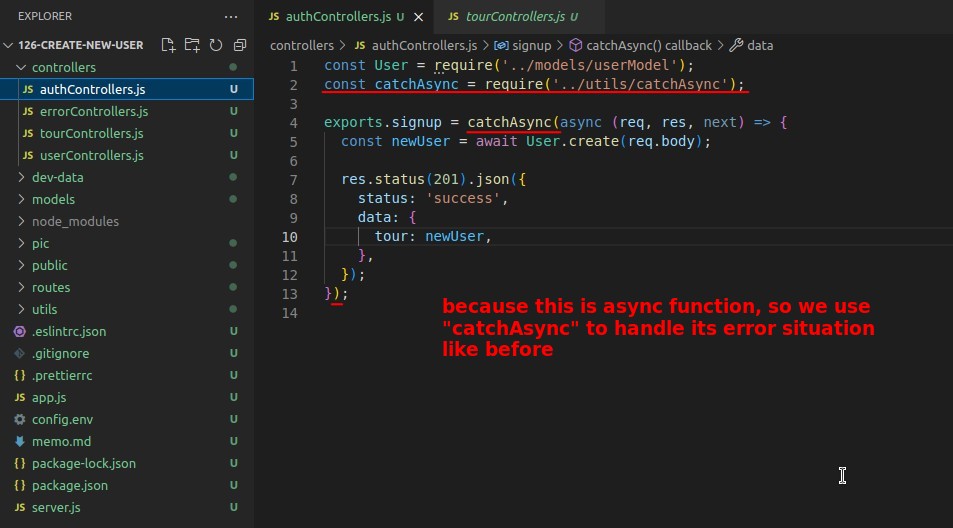 EXPLORER
126-CREATE-NEW-USER
controllers
JS authControllers.js U
JS errorControllers.js U
JS tourControllers.js U
JS userControllers.js U
dev-data
models
node_modules
pic
public
routes
utils
.eslintrc.json U
.gitignore U
{} .prettierrc U
JS app.js U
config.env U
memo.md U
{} package-lock.json U
{} package.json U
JS server.js U
JS authControllers.js U
JS tourControllers.js U
controllers > JS authControllers.js > signup > catchAsync() callback > data
1 const User = require('../models/userModel');
2 const catchAsync = require('../utils/catchAsync');
3
4 exports.signup = catchAsync(async (req, res, next) => {
5 const newUser = await User.create(req.body);
6
7 res.status(201).json({
8 status: 'success',
9 data: {
10 tour: newUser,
11 },
12 });
13 });
14
because this is async function, so we use
"catchAsync" to handle its error situation
like before